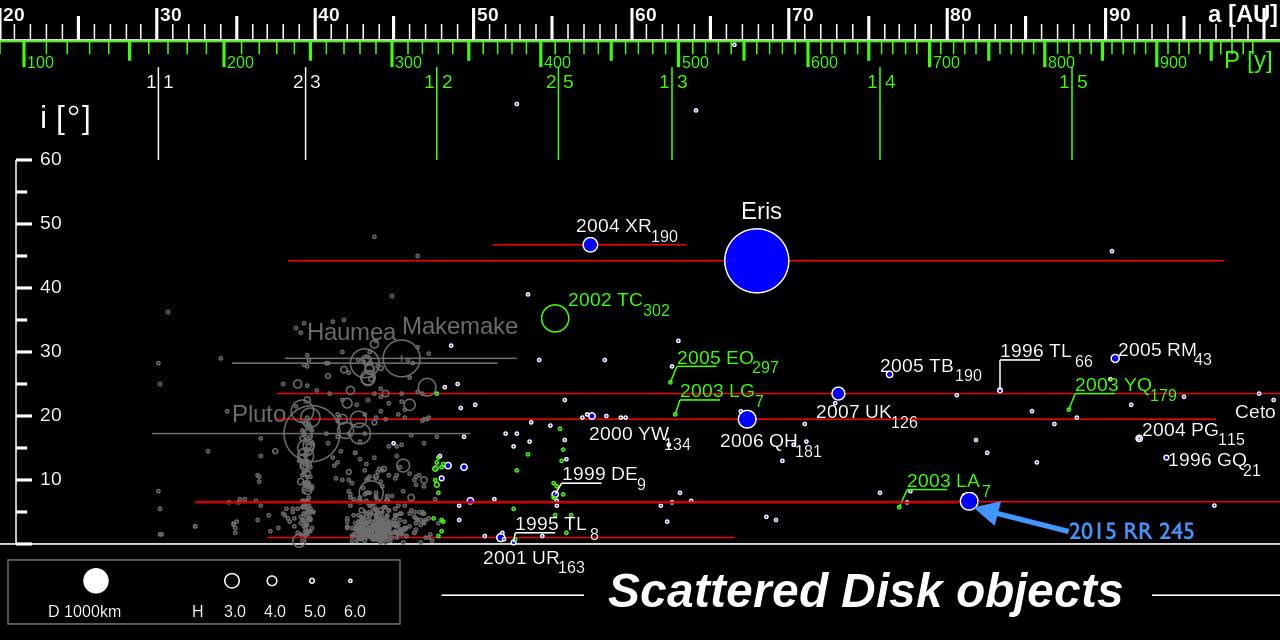 20 30 40 50 60 70 80 90 a [AU]
100 200 300 400 500 600 700 800 900 P [y]
1 1 2 3 1 2 2 5 1 3 1 4 1 5
i [°]
60
50
40
30
20
10
Eris
2004 XR190
2002 TC302
Haumea
Makemake
Pluto
2005 EO297
2003 LG7
2005 TB190
1996 TL66
2005 RM43
2003 YQ179
Ceto
2007 UK126
2000 YW134
2006 QH181
2004 PG115
1996 GQ21
1999 DE9
2003 LA7
1995 TL8
2015 RR 245
2001 UR163
D 1000km H 3.0 4.0 5.0 6.0
Scattered Disk objects